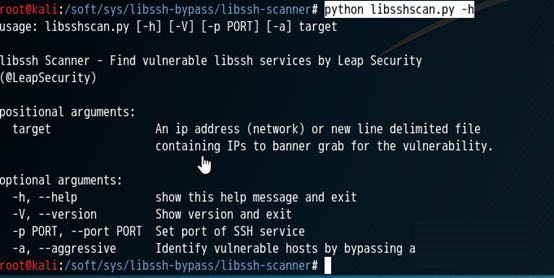 root@kali:/soft/sys/libssh-bypass/libssh-scanner# python libsshscan.py -h
usage: libsshscan.py [-h] [-V] [-p PORT] [-a] target
libssh Scanner - Find vulnerable libssh services by Leap Security
(@LeapSecurity)
positional arguments:
target An ip address (network) or new line delimited file
containing IPs to banner grab for the vulnerability.
optional arguments:
-h, --help show this help message and exit
-V, --version Show version and exit
-p PORT, --port PORT Set port of SSH service
-a, --aggressive Identify vulnerable hosts by bypassing a
root@kali:/soft/sys/libssh-bypass/libssh-scanner#